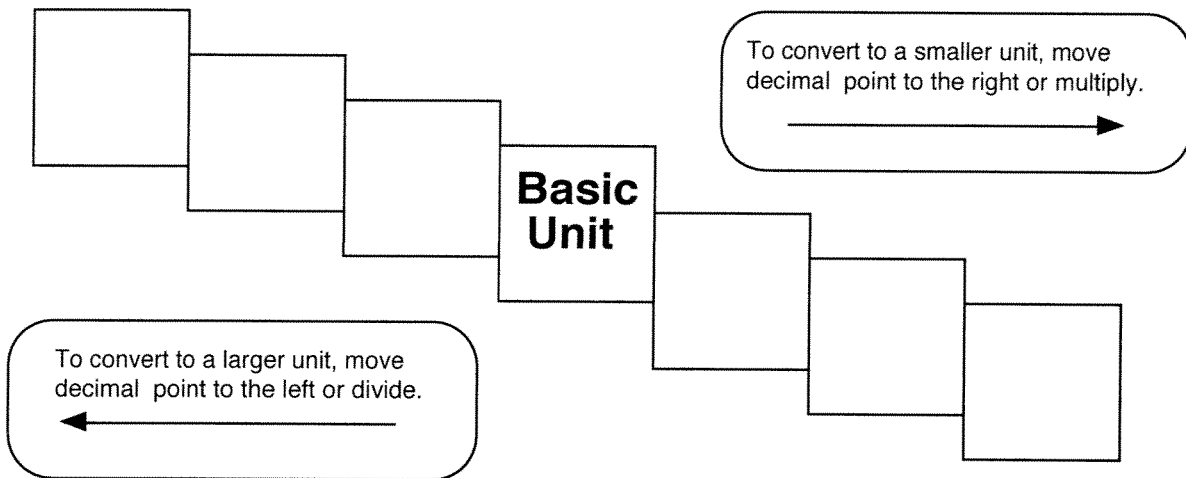 To convert to a smaller unit, move
decimal point to the right or multiply.
Basic
Unit
To convert to a larger unit, move
decimal point to the left or divide.